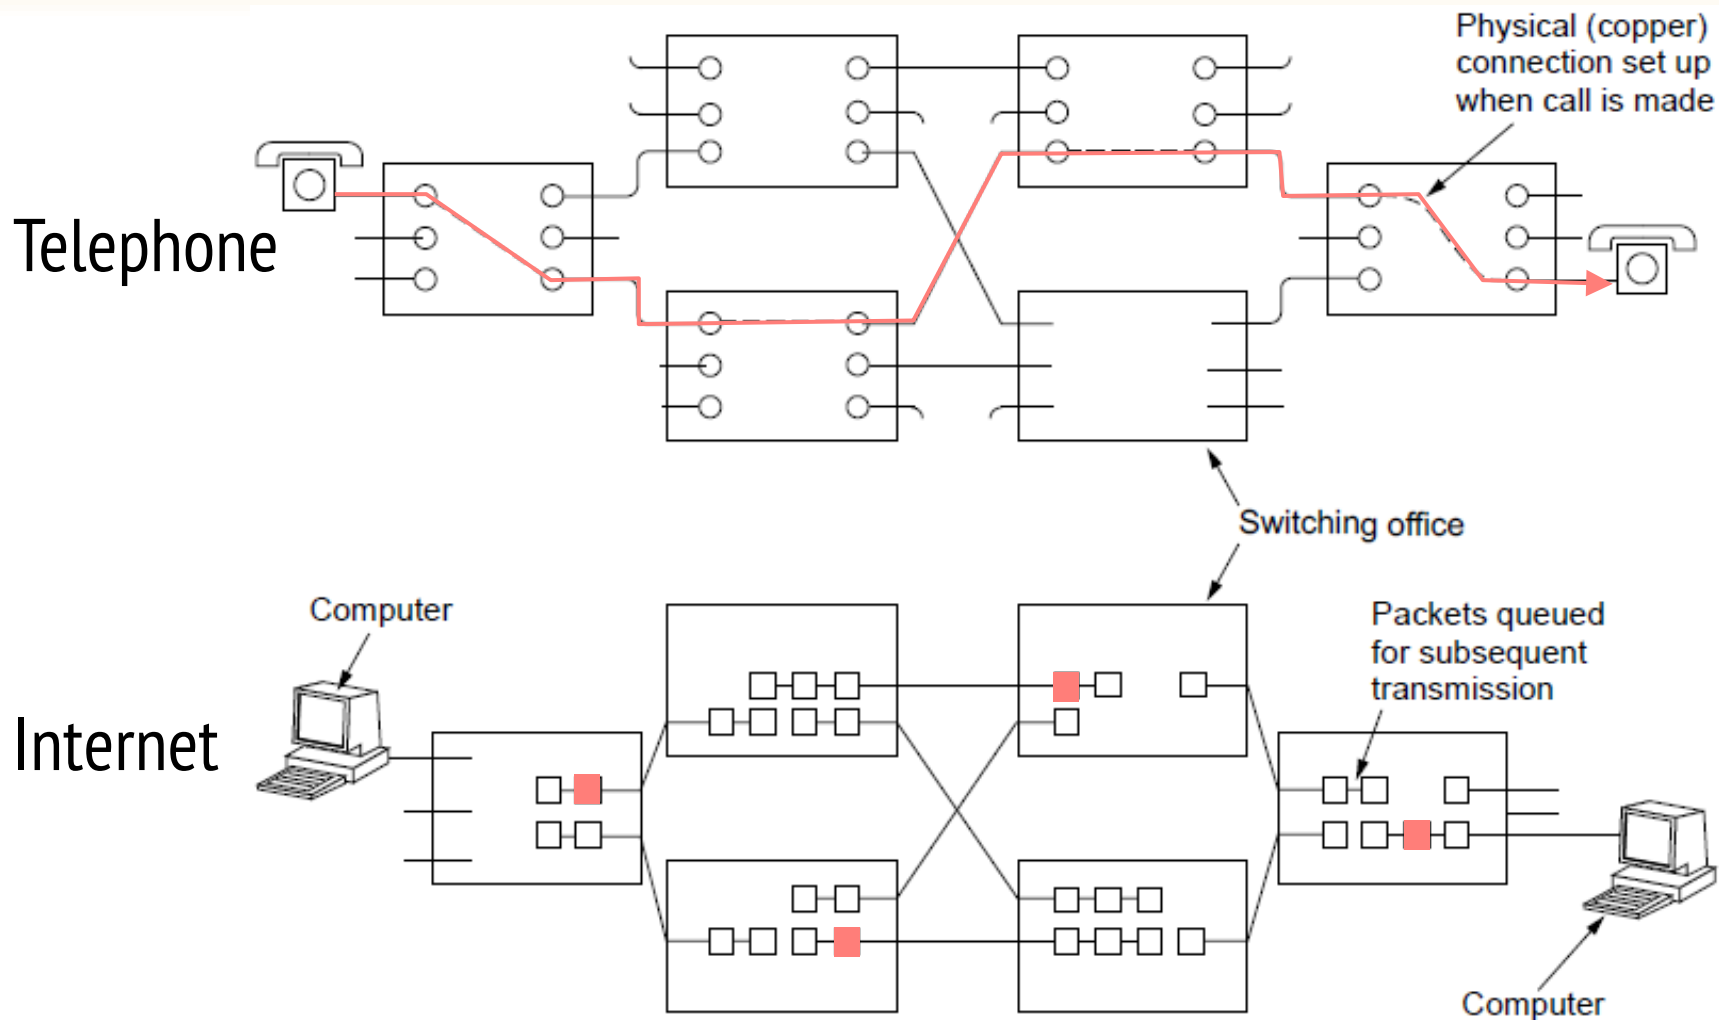 Physical (copper)
connection set up
when call is made
Telephone
Switching office
Computer
Packets queued
for subsequent
transmission
Internet
Computer